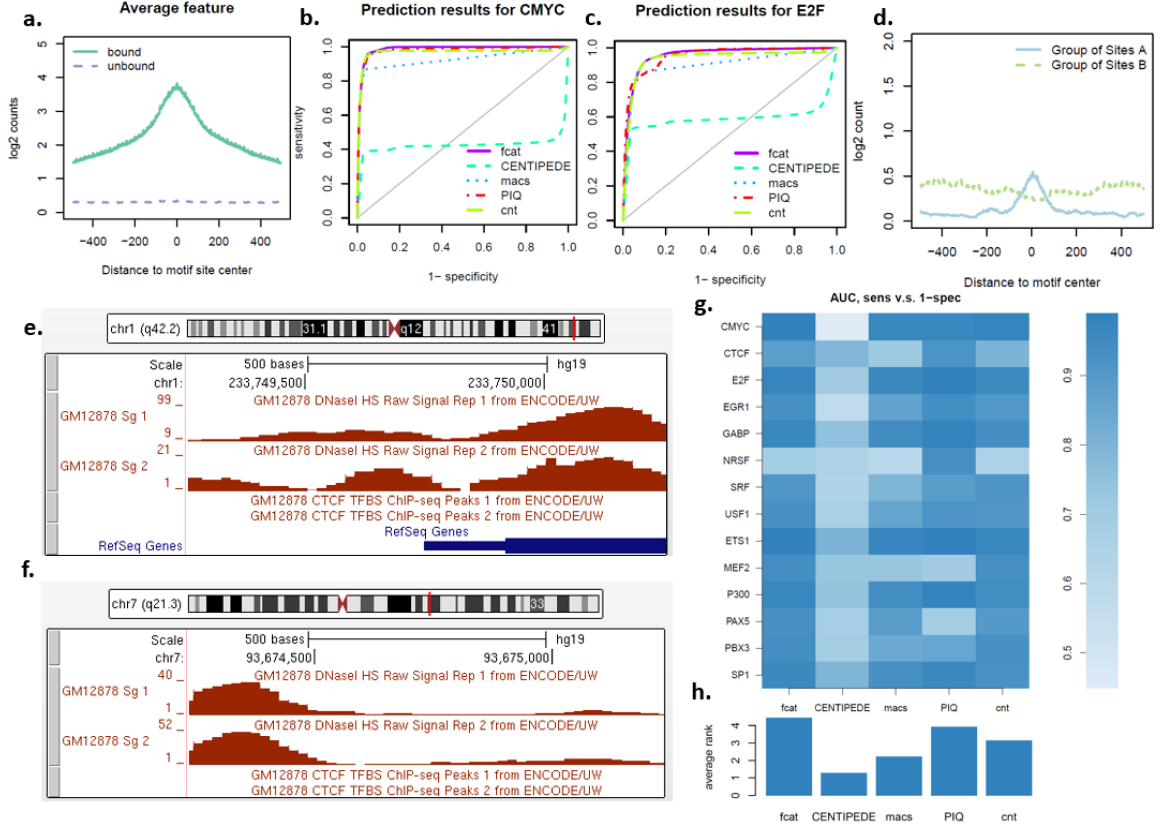 a.
Average feature
log2 counts
5
4
3
2
1
0
bound
unbound
−400
−200
0
200
400
Distance to motif site center
b.
Prediction results for CMYC
sensitivity
1.0
0.8
0.6
0.4
0.2
0.0
fcat
CENTIPEDE
macs
PIQ
cnt
0.0 0.2 0.4 0.6 0.8 1.0
1− specificity
c.
Prediction results for E2F
1.0
0.8
0.6
0.4
0.2
0.0
fcat
CENTIPEDE
macs
PIQ
cnt
0.0 0.2 0.4 0.6 0.8 1.0
1− specificity
d.
log2 count
2.0
1.5
1.0
0.5
0.0
Group of Sites A
Group of Sites B
−400 −200 0 200 400
Distance to motif center
e.
chr1 (q42.2) 31.1 q12 41
Scale 500 bases hg19
chr1: 233,749,500 233,750,000
GM12878 DNaseI HS Raw Signal Rep 1 from ENCODE/UW
99
GM12878 Sg 1
9
GM12878 DNaseI HS Raw Signal Rep 2 from ENCODE/UW
21
GM12878 Sg 2
1
GM12878 CTCF TFBS ChIP-seq Peaks 1 from ENCODE/UW
GM12878 CTCF TFBS ChIP-seq Peaks 2 from ENCODE/UW
RefSeq Genes
RefSeq Genes
f.
chr7 (q21.3) 33
Scale 500 bases hg19
chr7: 93,674,500 93,675,000
GM12878 DNaseI HS Raw Signal Rep 1 from ENCODE/UW
40
GM12878 Sg 1
1
GM12878 DNaseI HS Raw Signal Rep 2 from ENCODE/UW
52
GM12878 Sg 2
1
GM12878 CTCF TFBS ChIP-seq Peaks 1 from ENCODE/UW
GM12878 CTCF TFBS ChIP-seq Peaks 2 from ENCODE/UW
g.
AUC, sens v.s. 1−spec
CMYC
CTCF
E2F
EGR1
GABP
NRSF
SRF
USF1
ETS1
MEF2
P300
PAX5
PBX3
SP1
fcat CENTIPEDE macs PIQ cnt
0.9
0.8
0.7
0.6
0.5
h.
average rank
4
3
2
1
0
fcat CENTIPEDE macs PIQ cnt